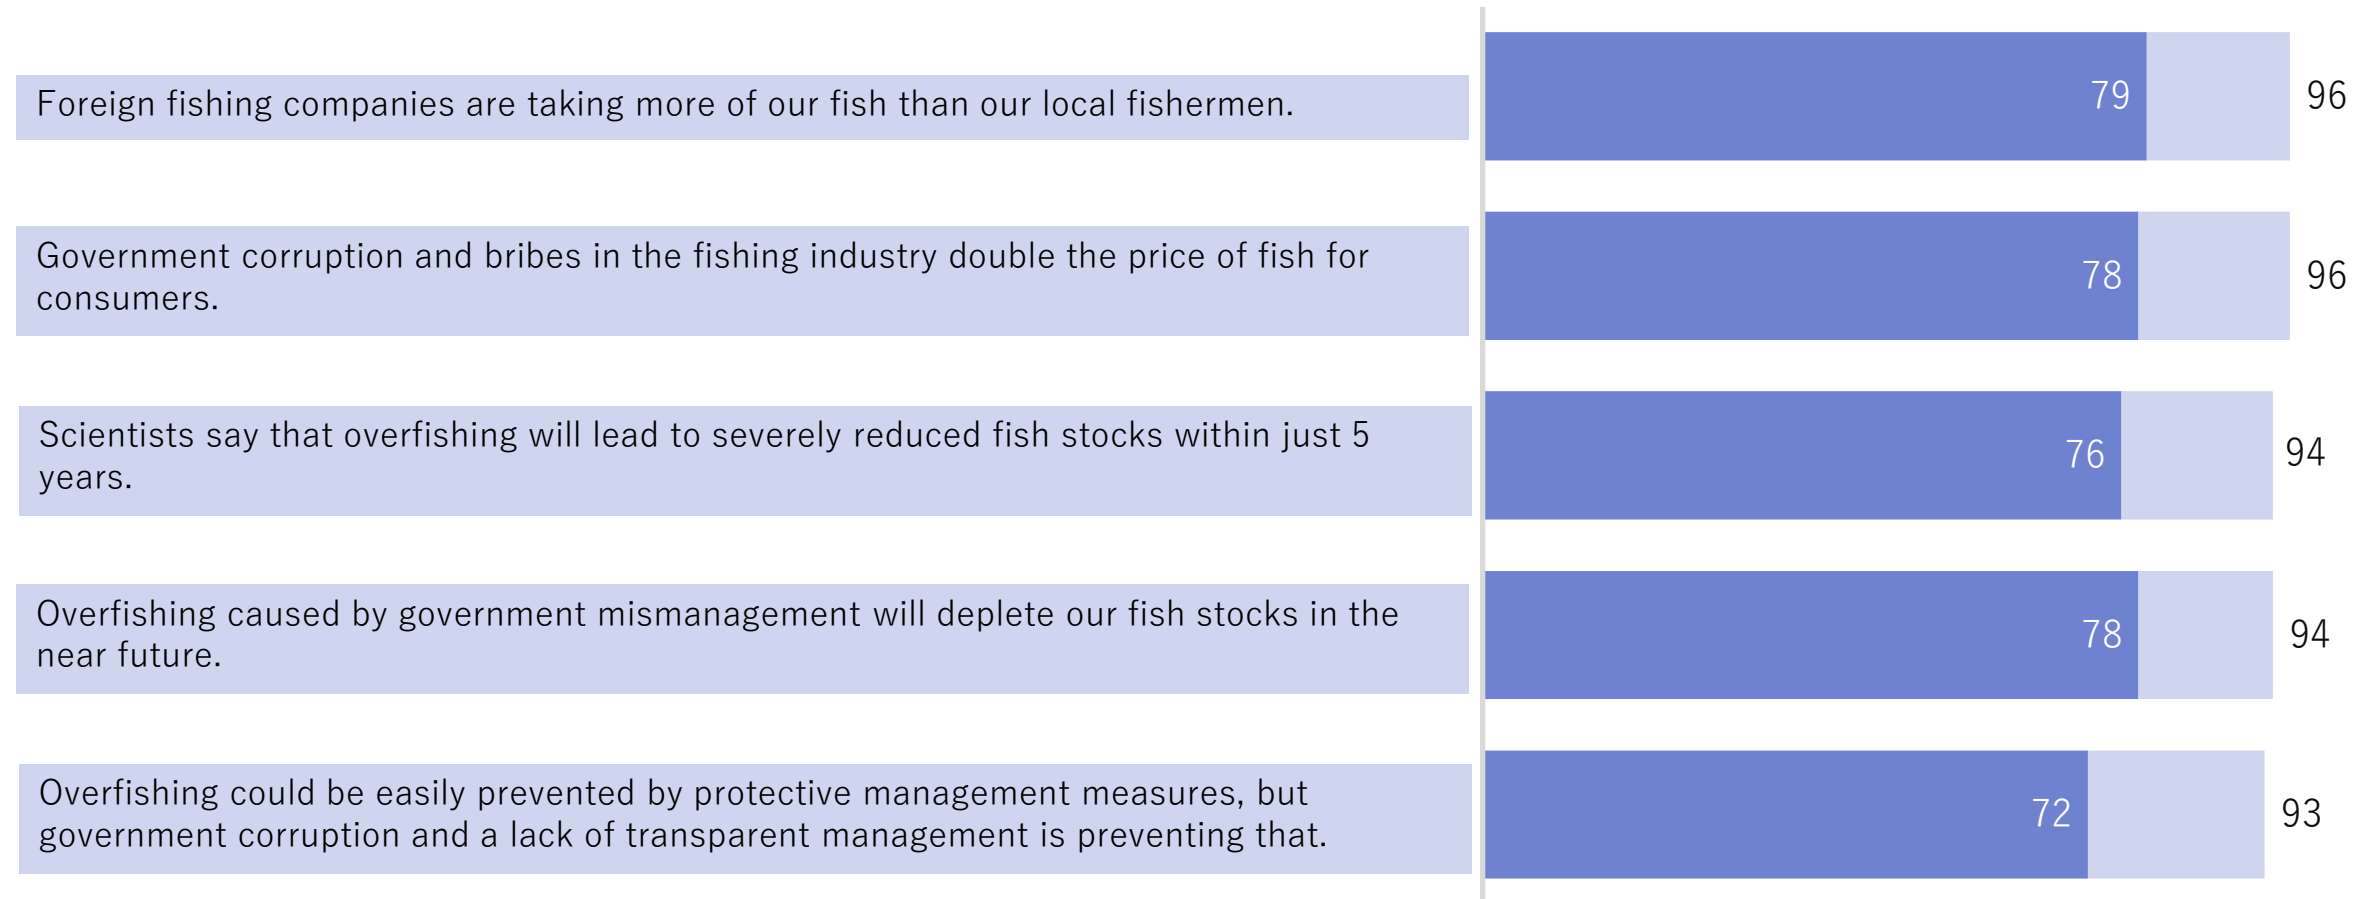 Foreign fishing companies are taking more of our fish than our local fishermen.
79
96
Government corruption and bribes in the fishing industry double the price of fish for
consumers.
78
96
Scientists say that overfishing will lead to severely reduced fish stocks within just 5
years.
76
94
Overfishing caused by government mismanagement will deplete our fish stocks in the
near future.
78
94
Overfishing could be easily prevented by protective management measures, but
government corruption and a lack of transparent management is preventing that.
72
93